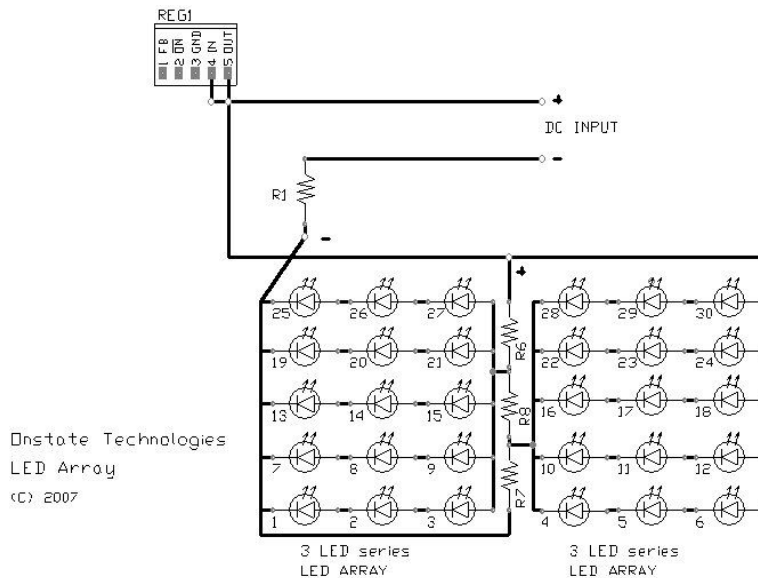 REG1
1 FB
2 ON
3 GND
4 IN
5 OUT
+
DC INPUT
-
R1
-
+
25 26 27 28 29 30
R6
19 20 21 22 23 24
R8
13 14 15 16 17 18
Onstate Technologies
LED Array
(C) 2007
7 8 9 10 11 12
R7
1 2 3 4 5 6
3 LED series
LED ARRAY
3 LED series
LED ARRAY